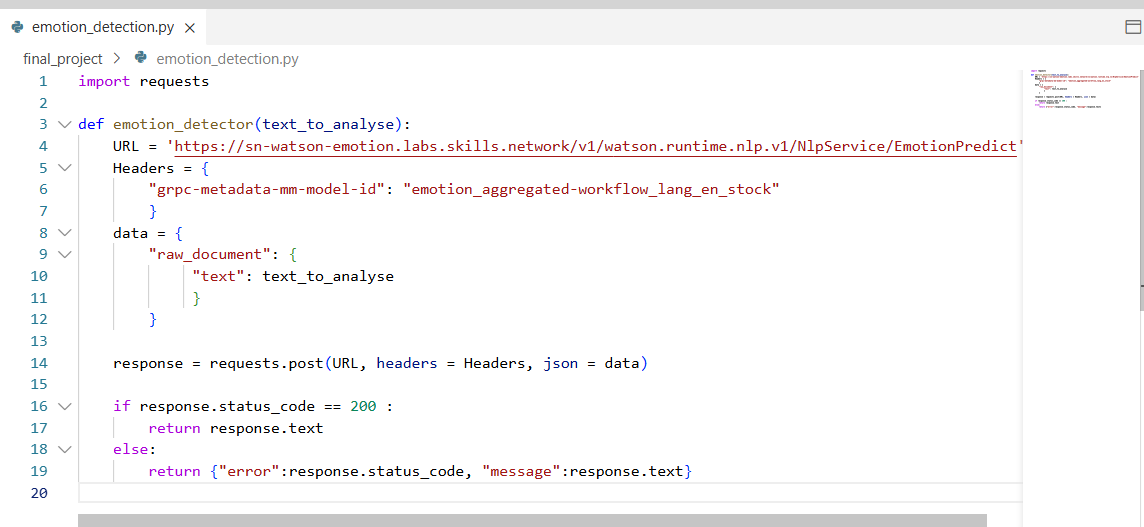 emotion_detection.py
final_project > emotion_detection.py
1 import requests
2
3 def emotion_detector(text_to_analyse):
4 URL = 'https://sn-watson-emotion.labs.skills.network/v1/watson.runtime.nlp.v1/NlpService/EmotionPredict'
5 Headers = {
6 "grpc-metadata-mm-model-id": "emotion_aggregated-workflow_lang_en_stock"
7 }
8 data = {
9 "raw_document": {
10 "text": text_to_analyse
11 }
12 }
13
14 response = requests.post(URL, headers = Headers, json = data)
15
16 if response.status_code == 200 :
17 return response.text
18 else:
19 return {"error":response.status_code, "message":response.text}
20